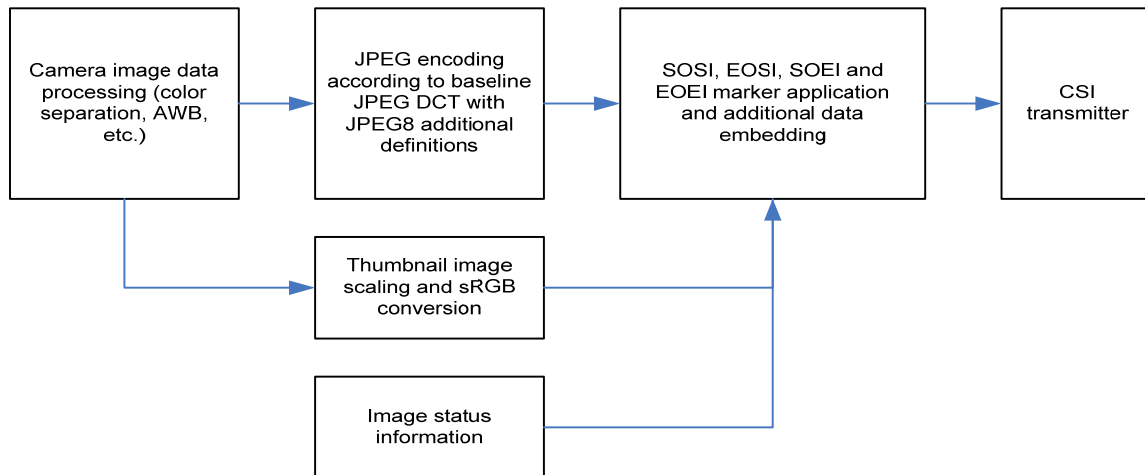 Camera image data
processing (color
separation, AWB,
etc.)
JPEG encoding
according to baseline
JPEG DCT with
JPEG8 additional
definitions
SOSI, EOSI, SOEI and
EOEI marker application
and additional data
embedding
CSI
transmitter
Thumbnail image
scaling and sRGB
conversion
Image status
information